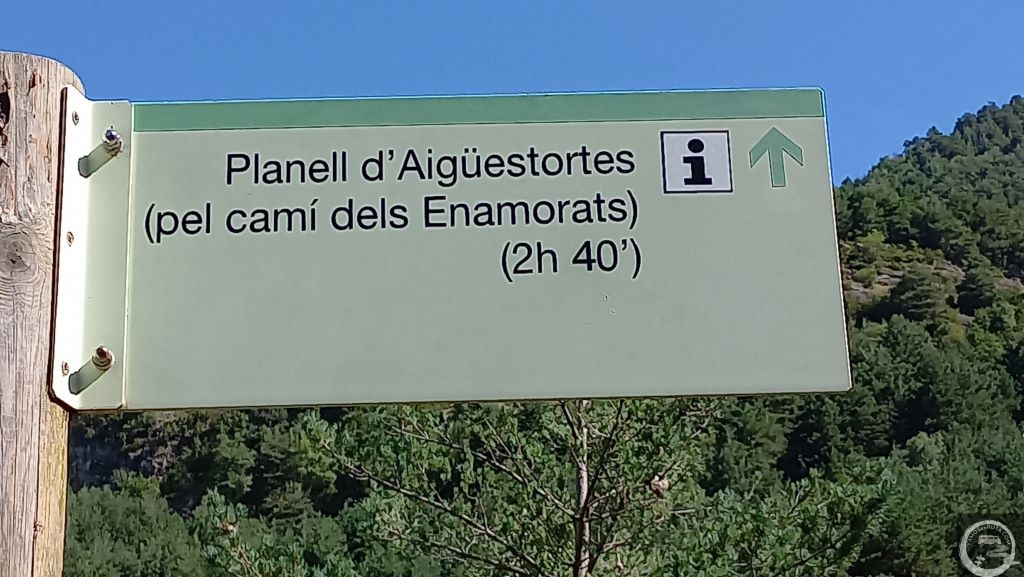 Planell d'Aigüestortes
(pel camí dels Enamorats)
(2h 40')